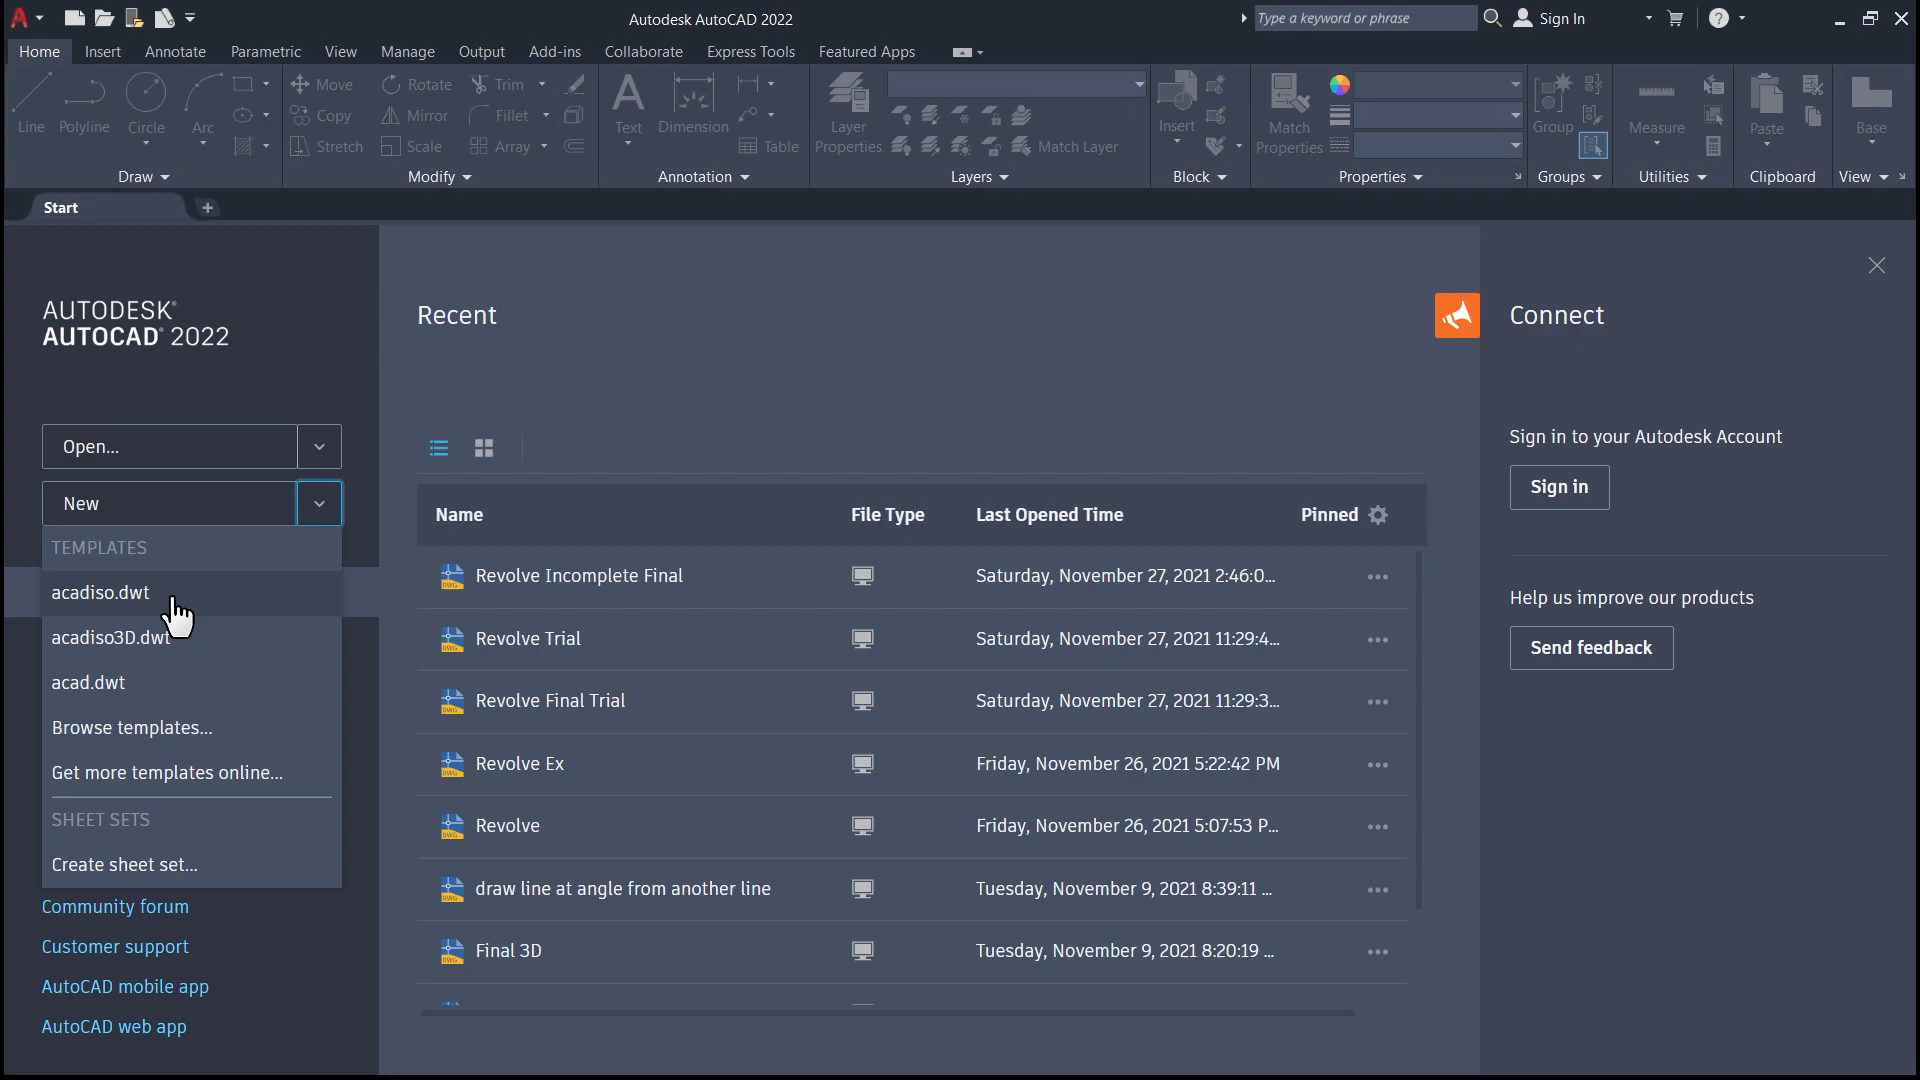 Autodesk AutoCAD 2022
Type a keyword or phrase
Sign In
Home Insert Annotate Parametric View Manage Output Add-ins Collaborate Express Tools Featured Apps
Line Polyline Circle Arc
Move Rotate Trim
Copy Mirror Fillet
Stretch Scale Array
Text Dimension Table
Layer Properties
Match Layer
Insert
Match Properties
Group
Measure
Paste
Base
Draw Modify Annotation Layers Block Properties Groups Utilities Clipboard View
Start
AUTODESK®
AUTOCAD® 2022
Open...
New
TEMPLATES
acadiso.dwt
acadiso3D.dwt
acad.dwt
Browse templates...
Get more templates online...
SHEET SETS
Create sheet set...
Community forum
Customer support
AutoCAD mobile app
AutoCAD web app
Recent
Name File Type Last Opened Time Pinned
DWG Revolve Incomplete Final Saturday, November 27, 2021 2:46:0...
DWG Revolve Trial Saturday, November 27, 2021 11:29:4...
DWG Revolve Final Trial Saturday, November 27, 2021 11:29:3...
DWG Revolve Ex Friday, November 26, 2021 5:22:42 PM
DWG Revolve Friday, November 26, 2021 5:07:53 P...
DWG draw line at angle from another line Tuesday, November 9, 2021 8:39:11 ...
DWG Final 3D Tuesday, November 9, 2021 8:20:19 ...
Connect
Sign in to your Autodesk Account
Sign in
Help us improve our products
Send feedback